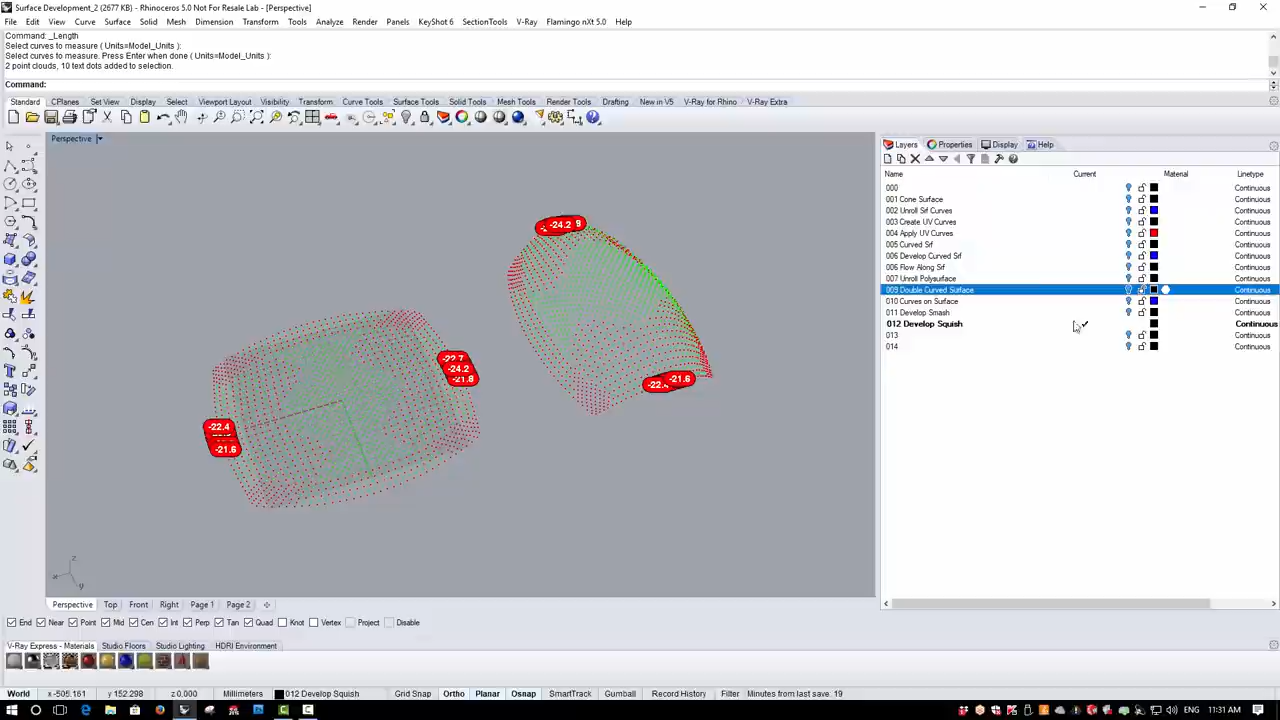 Surface Development_2 (2677 KB) - Rhinoceros 5.0 Not For Resale Lab - [Perspective]
File Edit View Curve Surface Solid Mesh Dimension Transform Tools Analyze Render Panels KeyShot 6 SectionTools V-Ray Flamingo nXt 5.0 Help
Command: _Length
Select curves to measure ( Units=Model_Units ):
Select curves to measure. Press Enter when done ( Units=Model_Units ):
2 point clouds, 10 text dots added to selection.
Command:
Standard CPlanes Set View Display Select Viewport Layout Visibility Transform Curve Tools Surface Tools Solid Tools Mesh Tools Render Tools Drafting New in V5 V-Ray for Rhino V-Ray Extra
Perspective
Layers Properties Display Help
Name Current Material Linetype
000 Continuous
001 Cone Surface Continuous
002 Unroll Srf Curves Continuous
003 Create UV Curves Continuous
004 Apply UV Curves Continuous
005 Curved Srf Continuous
006 Develop Curved Srf Continuous
006 Flow Along Srf Continuous
007 Unroll Polysurface Continuous
009 Double Curved Surface Continuous
010 Curves on Surface Continuous
011 Develop Smash Continuous
012 Develop Squish Continuous
013 Continuous
014 Continuous
-24.2
-22.7
-24.2
-21.8
-21.6
-22.4
-21.6
z
x
y
Perspective Top Front Right Page 1 Page 2
End Near Point Mid Cen Int Perp Tan Quad Knot Vertex Project Disable
V-Ray Express - Materials Studio Floors Studio Lighting HDRI Environment
World x -505.161 y 152.298 z 0.000 Millimeters 012 Develop Squish Grid Snap Ortho Planar Osnap SmartTrack Gumball Record History Filter Minutes from last save: 19
ENG 11:31 AM